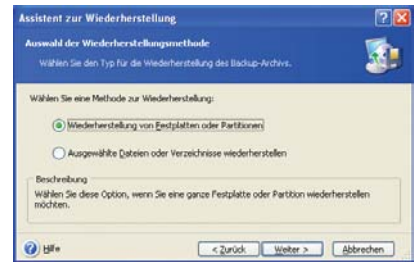 Assistent zur Wiederherstellung
Auswahl der Wiederherstellungsmethode
Wählen Sie den Typ für die Wiederherstellung des Backup-Archivs.
Wählen Sie eine Methode zur Wiederherstellung:
Wiederherstellung von Festplatten oder Partitionen
Ausgewählte Dateien oder Verzeichnisse wiederherstellen
Beschreibung
Wählen Sie diese Option, wenn Sie eine ganze Festplatte oder Partition wiederherstellen
möchten.
Hilfe
< Zurück
Weiter >
Abbrechen